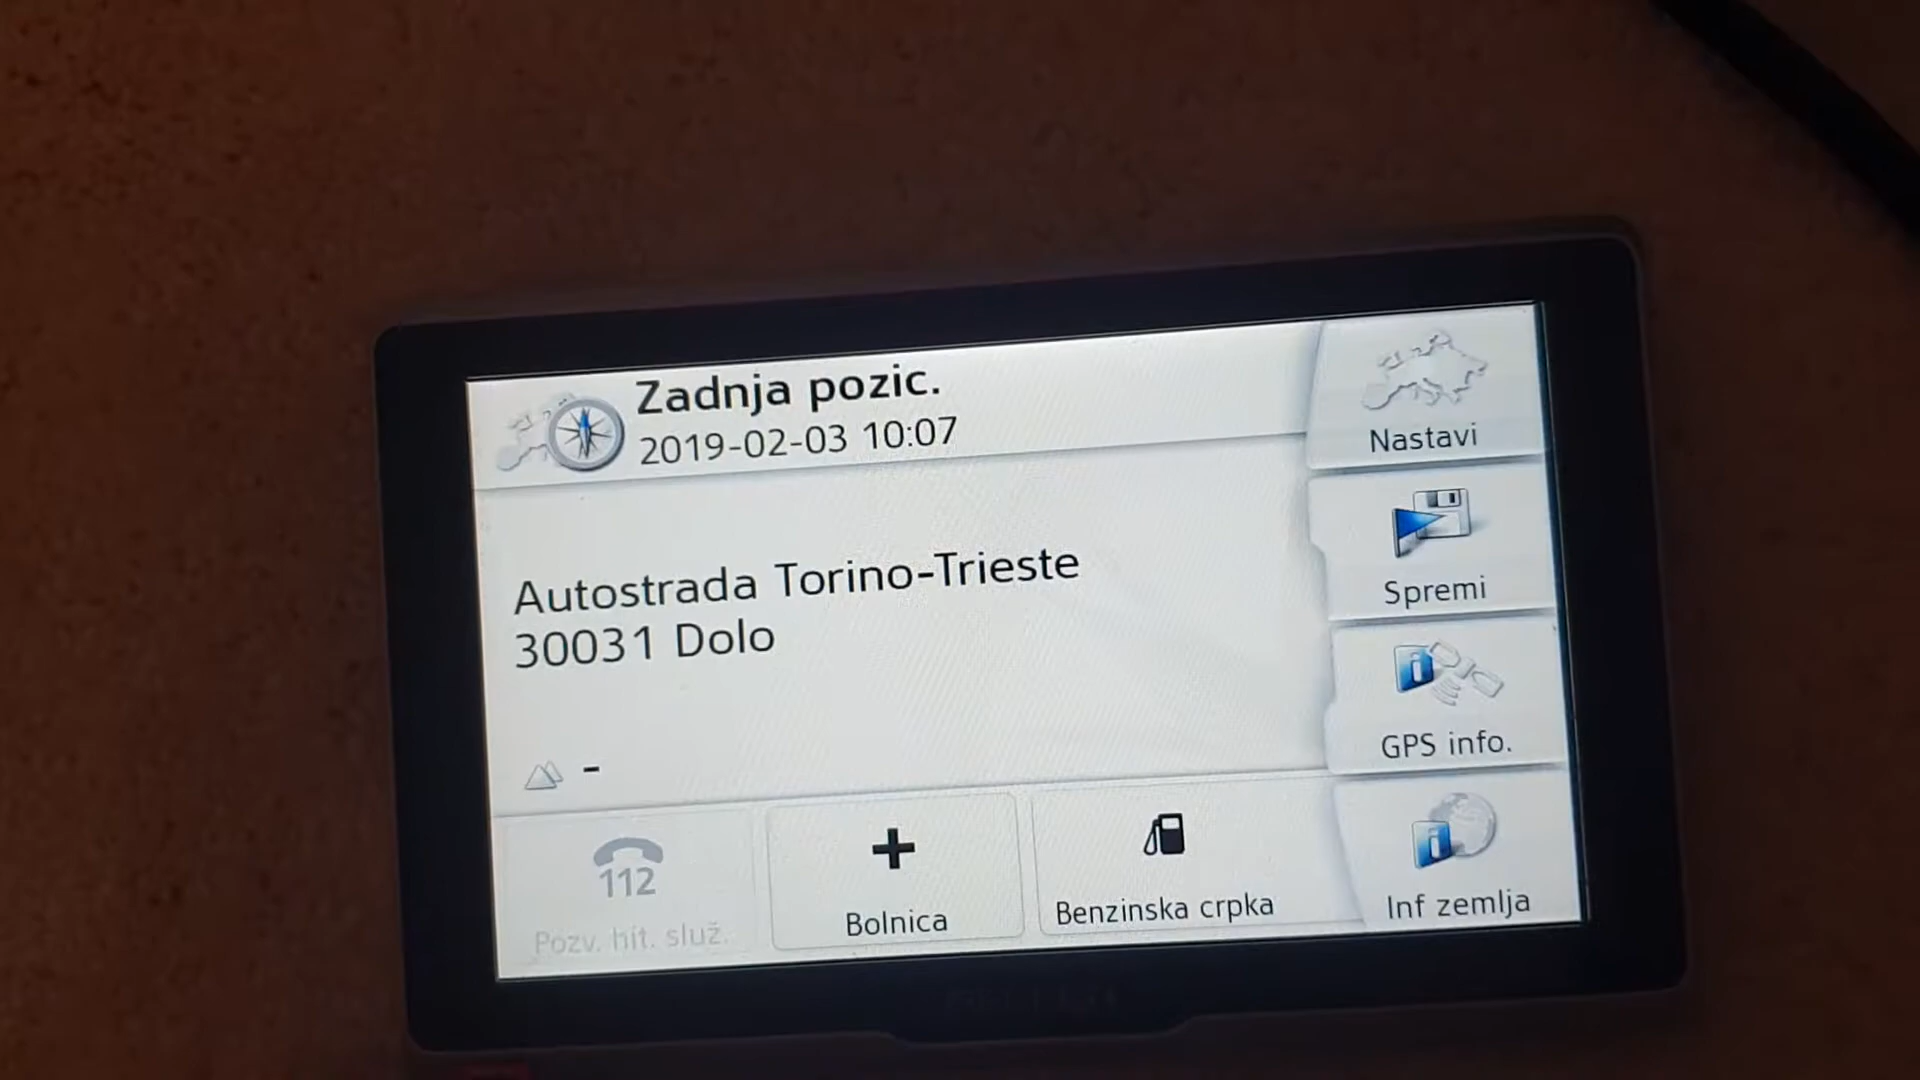 Zadnja pozic.
2019-02-03 10:07
Nastavi
Autostrada Torino-Trieste
30031 Dolo
Spremi
GPS info.
-
112
Pozv. hit. služ.
Bolnica
Benzinska crpka
Inf zemlja